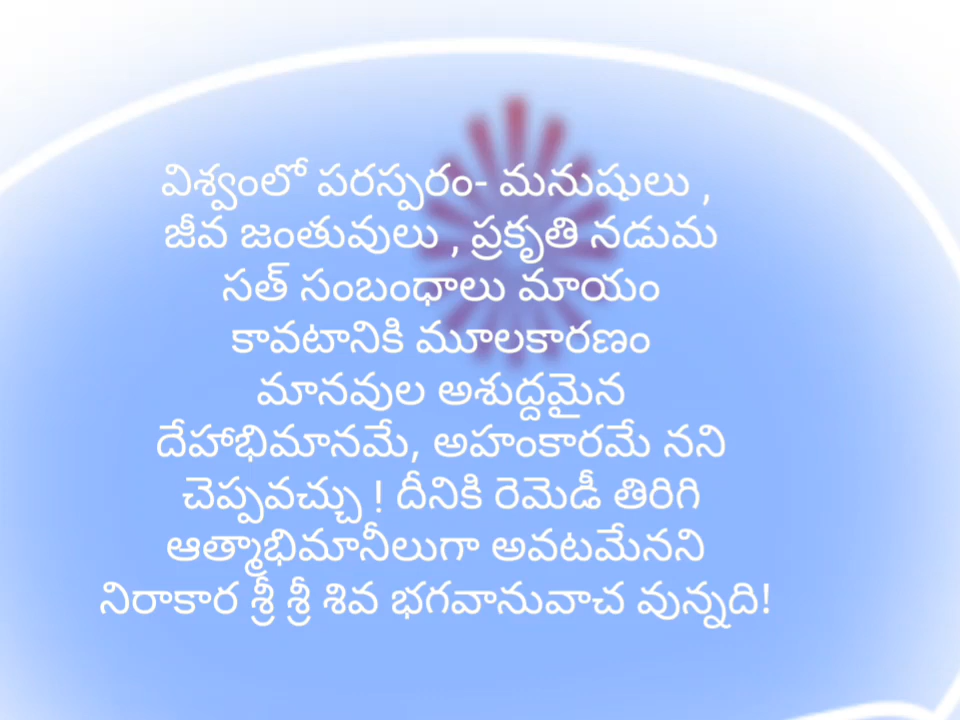 విశ్వంలో పరస్పరం- మనుషులు ,
జీవ జంతువులు , ప్రకృతి నడుమ
సత్ సంబంధాలు మాయం
కావటానికి మూలకారణం
మానవుల అశుద్దమైన
దేహాభిమానమే, అహంకారమే నని
చెప్పవచ్చు ! దీనికి రెమెడీ తిరిగి
ఆత్మాభిమానీలుగా అవటమేనని
నిరాకార శ్రీ శ్రీ శివ భగవానువాచ వున్నది!